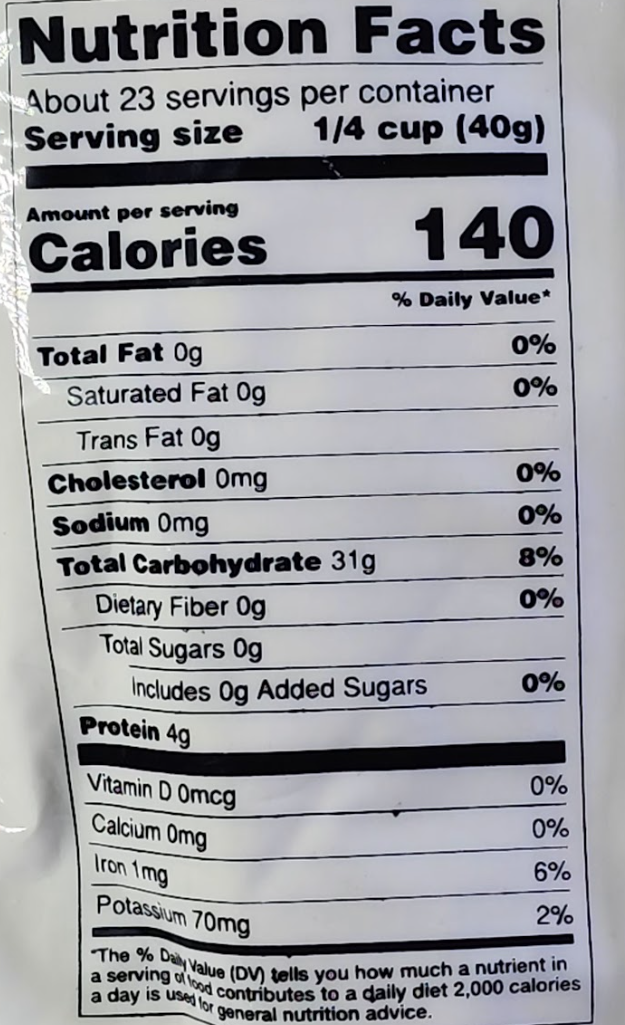 Nutrition Facts
About 23 servings per container
Serving size 1/4 cup (40g)
Amount per serving
Calories 140
% Daily Value*
Total Fat 0g 0%
Saturated Fat 0g 0%
Trans Fat 0g
Cholesterol 0mg 0%
Sodium 0mg 0%
Total Carbohydrate 31g 8%
Dietary Fiber 0g 0%
Total Sugars 0g
Includes 0g Added Sugars 0%
Protein 4g
Vitamin D 0mcg 0%
Calcium 0mg 0%
Iron 1mg 6%
Potassium 70mg 2%
*The % Daily Value (DV) tells you how much a nutrient in
a serving of food contributes to a daily diet 2,000 calories
a day is used for general nutrition advice.